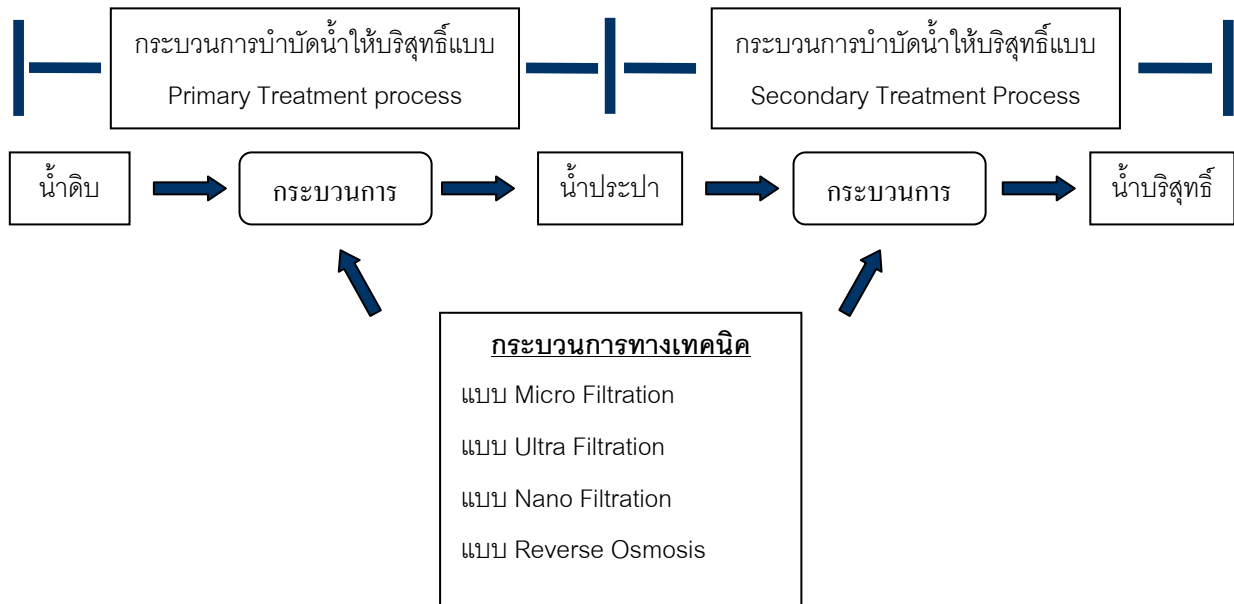 กระบวนการบำบัดน้ำให้บริสุทธิ์แบบ
Primary Treatment process
กระบวนการบำบัดน้ำให้บริสุทธิ์แบบ
Secondary Treatment Process
น้ำดิบ
กระบวนการ
น้ำประปา
กระบวนการ
น้ำบริสุทธิ์
กระบวนการทางเทคนิค
แบบ Micro Filtration
แบบ Ultra Filtration
แบบ Nano Filtration
แบบ Reverse Osmosis